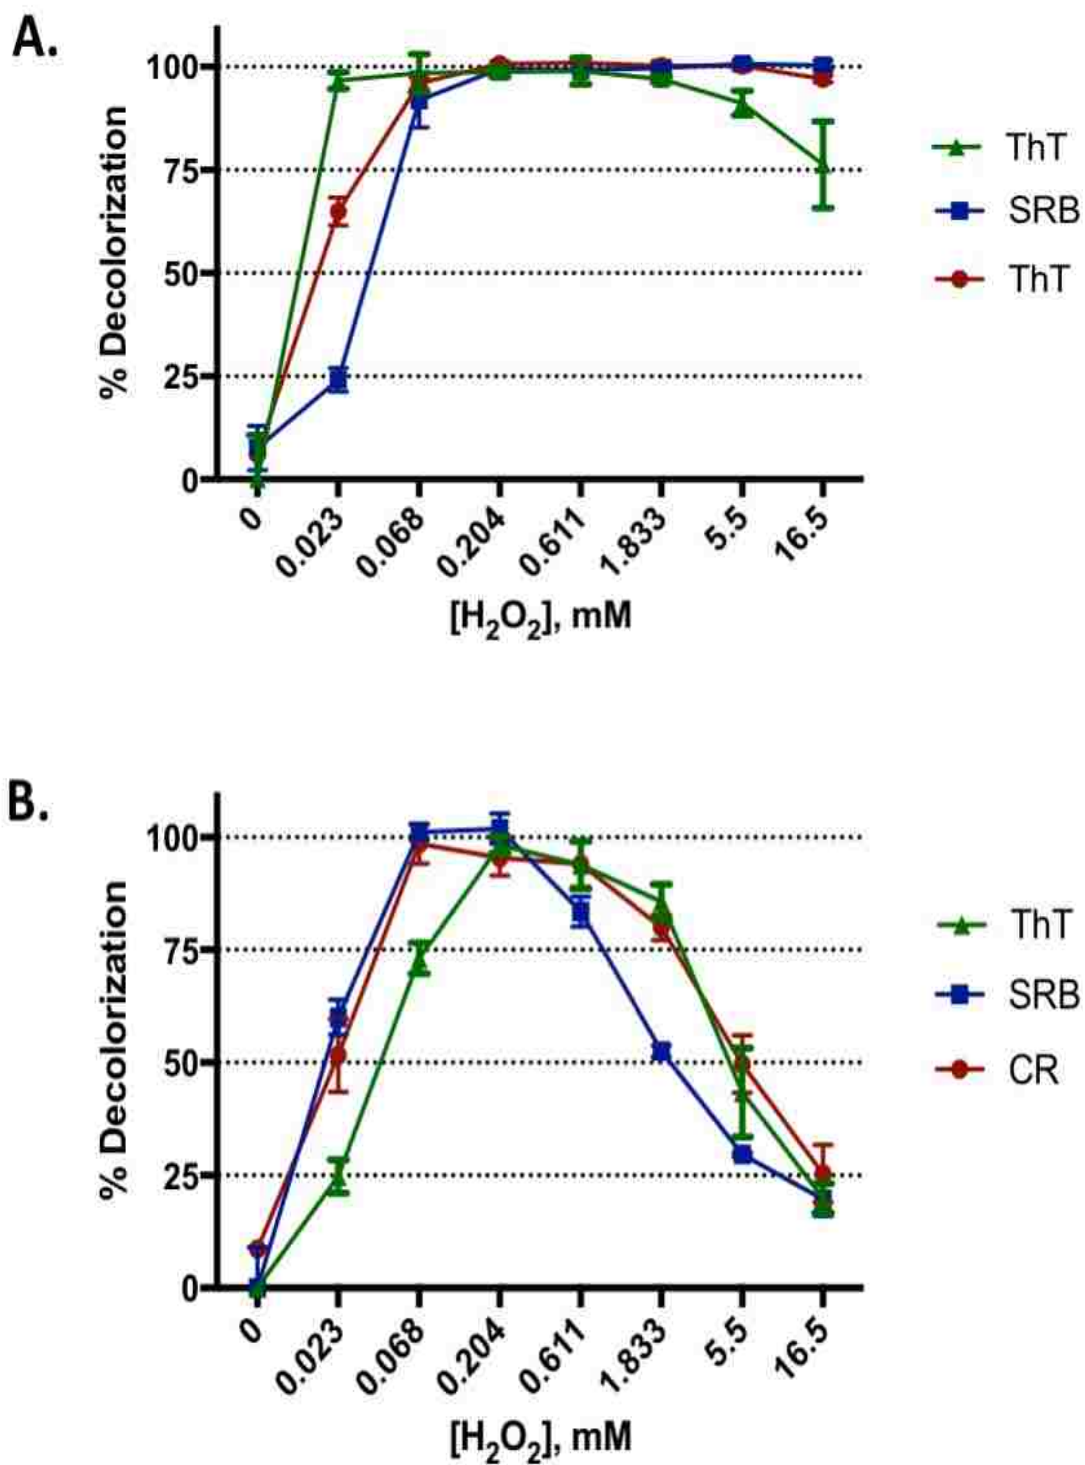 A.
% Decolorization
100
75
50
25
0
0 0.023 0.068 0.204 0.611 1.833 5.5 16.5
[H₂O₂], mM
ThT
SRB
ThT
B.
% Decolorization
100
75
50
25
0
0 0.023 0.068 0.204 0.611 1.833 5.5 16.5
[H₂O₂], mM
ThT
SRB
CR